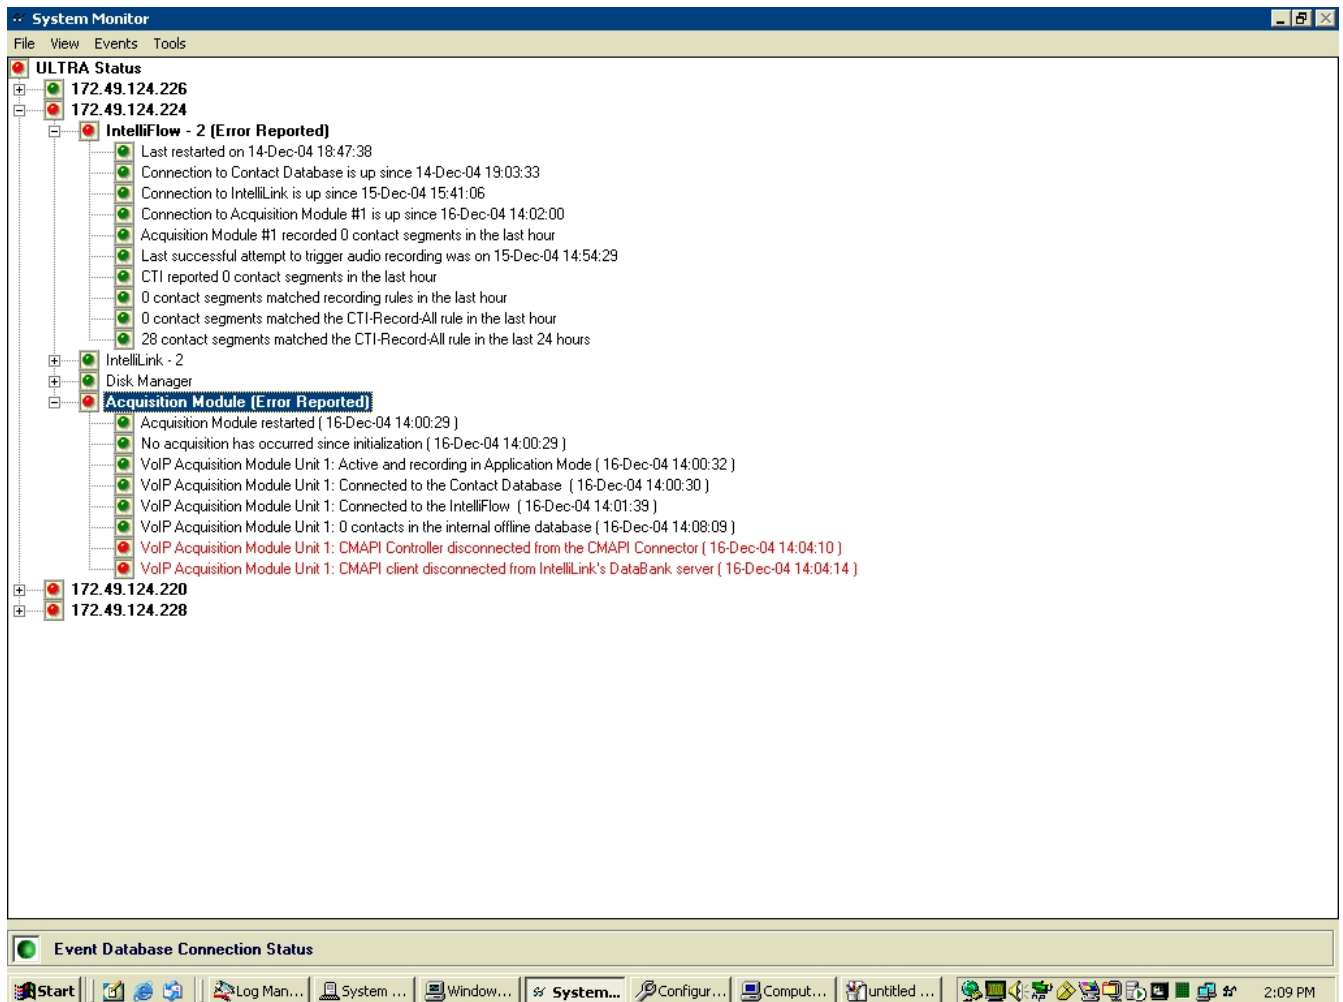 System Monitor
File View Events Tools
ULTRA Status
172.49.124.226
172.49.124.224
IntelliFlow - 2 (Error Reported)
Last restarted on 14-Dec-04 18:47:38
Connection to Contact Database is up since 14-Dec-04 19:03:33
Connection to IntelliLink is up since 15-Dec-04 15:41:06
Connection to Acquisition Module #1 is up since 16-Dec-04 14:02:00
Acquisition Module #1 recorded 0 contact segments in the last hour
Last successful attempt to trigger audio recording was on 15-Dec-04 14:54:29
CTI reported 0 contact segments in the last hour
0 contact segments matched recording rules in the last hour
0 contact segments matched the CTI-Record-All rule in the last hour
28 contact segments matched the CTI-Record-All rule in the last 24 hours
IntelliLink - 2
Disk Manager
Acquisition Module (Error Reported)
Acquisition Module restarted ( 16-Dec-04 14:00:29 )
No acquisition has occurred since initialization ( 16-Dec-04 14:00:29 )
VoIP Acquisition Module Unit 1: Active and recording in Application Mode ( 16-Dec-04 14:00:32 )
VoIP Acquisition Module Unit 1: Connected to the Contact Database ( 16-Dec-04 14:00:30 )
VoIP Acquisition Module Unit 1: Connected to the IntelliFlow ( 16-Dec-04 14:01:39 )
VoIP Acquisition Module Unit 1: 0 contacts in the internal offline database ( 16-Dec-04 14:08:09 )
VoIP Acquisition Module Unit 1: CMAPI Controller disconnected from the CMAPI Connector ( 16-Dec-04 14:04:10 )
VoIP Acquisition Module Unit 1: CMAPI client disconnected from IntelliLink's DataBank server ( 16-Dec-04 14:04:14 )
172.49.124.220
172.49.124.228
Event Database Connection Status
Start Log Man... System ... Window... System... Configur... Comput... untitled ... 2:09 PM